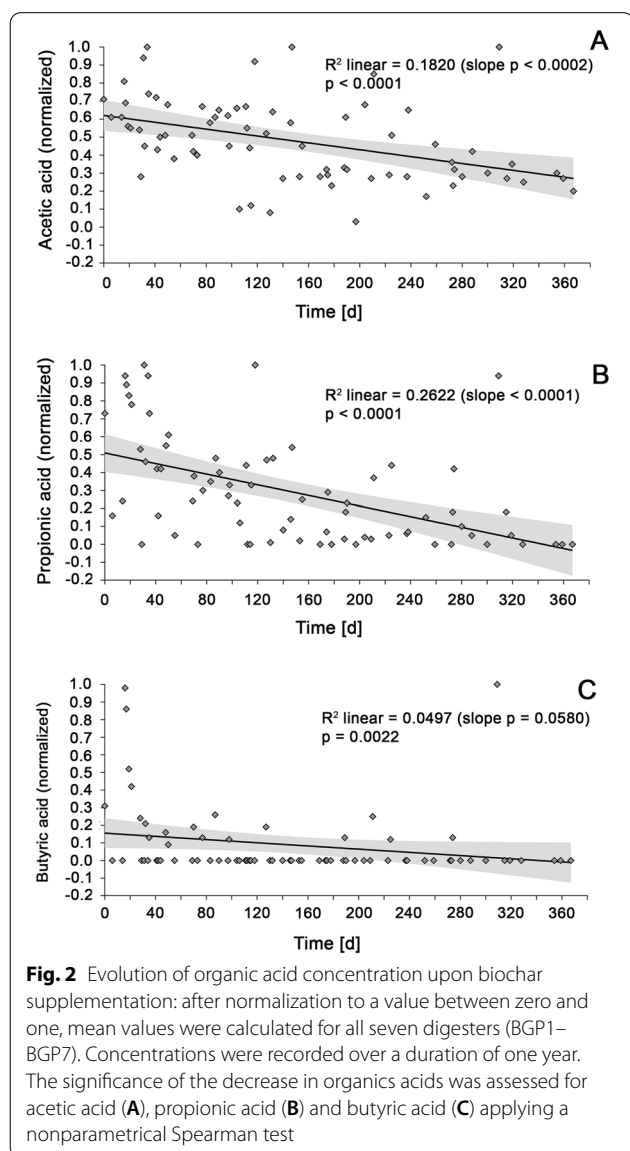 A
R² linear = 0.1820 (slope p < 0.0002)
p < 0.0001
Acetic acid (normalized)
1.0
0.9
0.8
0.7
0.6
0.5
0.4
0.3
0.2
0.1
0.0
-0.1
-0.2
0 40 80 120 160 200 240 280 320 360
Time [d]
B
R² linear = 0.2622 (slope < 0.0001)
p < 0.0001
Propionic acid (normalized)
1.0
0.9
0.8
0.7
0.6
0.5
0.4
0.3
0.2
0.1
0.0
-0.1
-0.2
0 40 80 120 160 200 240 280 320 360
Time [d]
C
R² linear = 0.0497 (slope p = 0.0580)
p = 0.0022
Butyric acid (normalized)
1.0
0.9
0.8
0.7
0.6
0.5
0.4
0.3
0.2
0.1
0.0
-0.1
-0.2
0 40 80 120 160 200 240 280 320 360
Time [d]
Fig. 2 Evolution of organic acid concentration upon biochar
supplementation: after normalization to a value between zero and
one, mean values were calculated for all seven digesters (BGP1–
BGP7). Concentrations were recorded over a duration of one year.
The significance of the decrease in organics acids was assessed for
acetic acid (A), propionic acid (B) and butyric acid (C) applying a
nonparametrical Spearman test